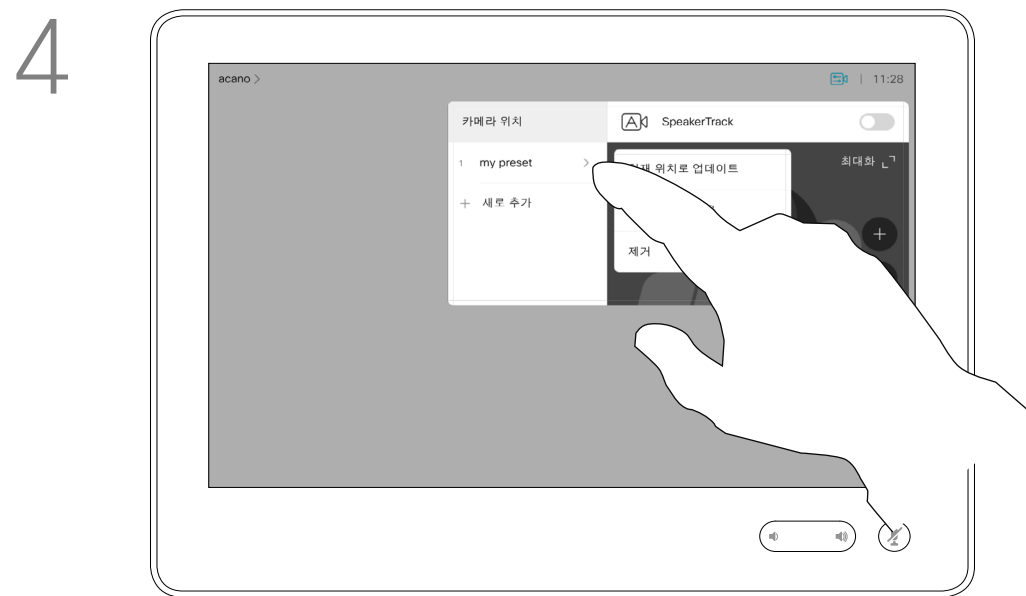 4
acano >
11:28
카메라 위치
SpeakerTrack
1 my preset >
위치로 업데이트
최대화
+ 새로 추가
제거